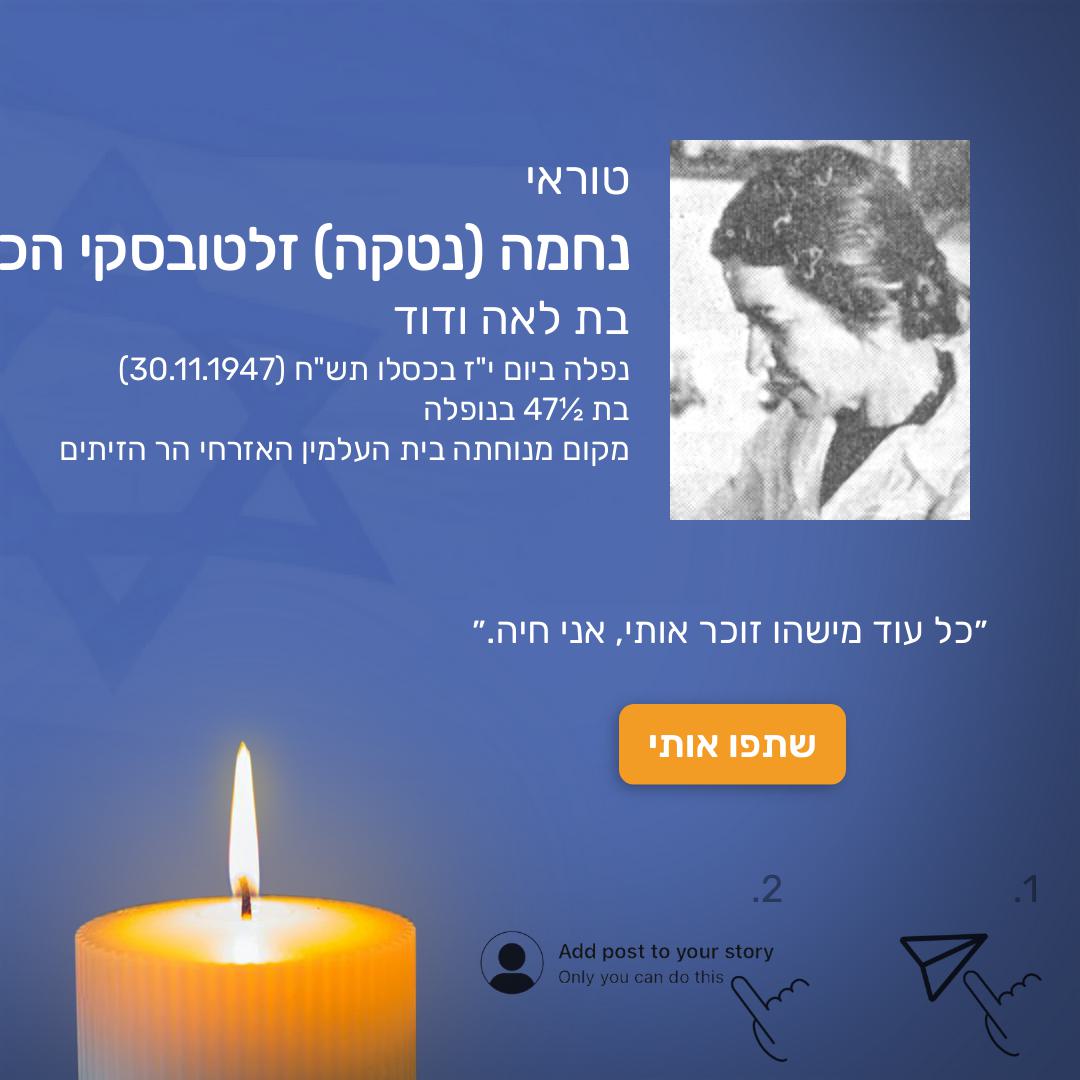 טוראי
נחמה (נטקה) זלטובסקי הכ
בת לאה ודוד
נפלה ביום י"ז בכסלו תש"ח (30.11.1947)
בת 47½ בנופלה
מקום מנוחתה בית העלמין האזרחי הר הזיתים
״כל עוד מישהו זוכר אותי, אני חיה.״
שתפו אותי
1.
2.
Add post to your story
Only you can do this